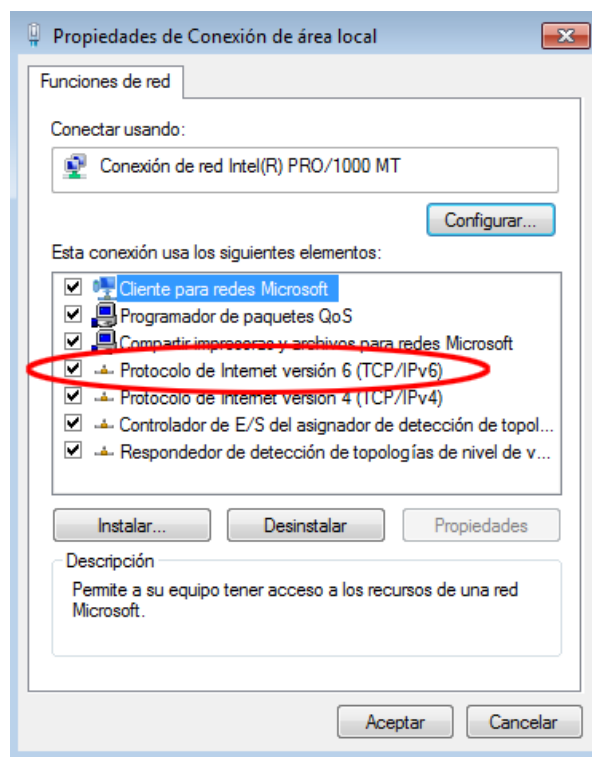 Propiedades de Conexión de área local
Funciones de red
Conectar usando:
Conexión de red Intel(R) PRO/1000 MT
Configurar...
Esta conexión usa los siguientes elementos:
Cliente para redes Microsoft
Programador de paquetes QoS
Compartir impresoras y archivos para redes Microsoft
Protocolo de Internet versión 6 (TCP/IPv6)
Protocolo de Internet versión 4 (TCP/IPv4)
Controlador de E/S del asignador de detección de topol...
Respondedor de detección de topologías de nivel de v...
Instalar... Desinstalar Propiedades
Descripción
Permite a su equipo tener acceso a los recursos de una red
Microsoft.
Aceptar Cancelar